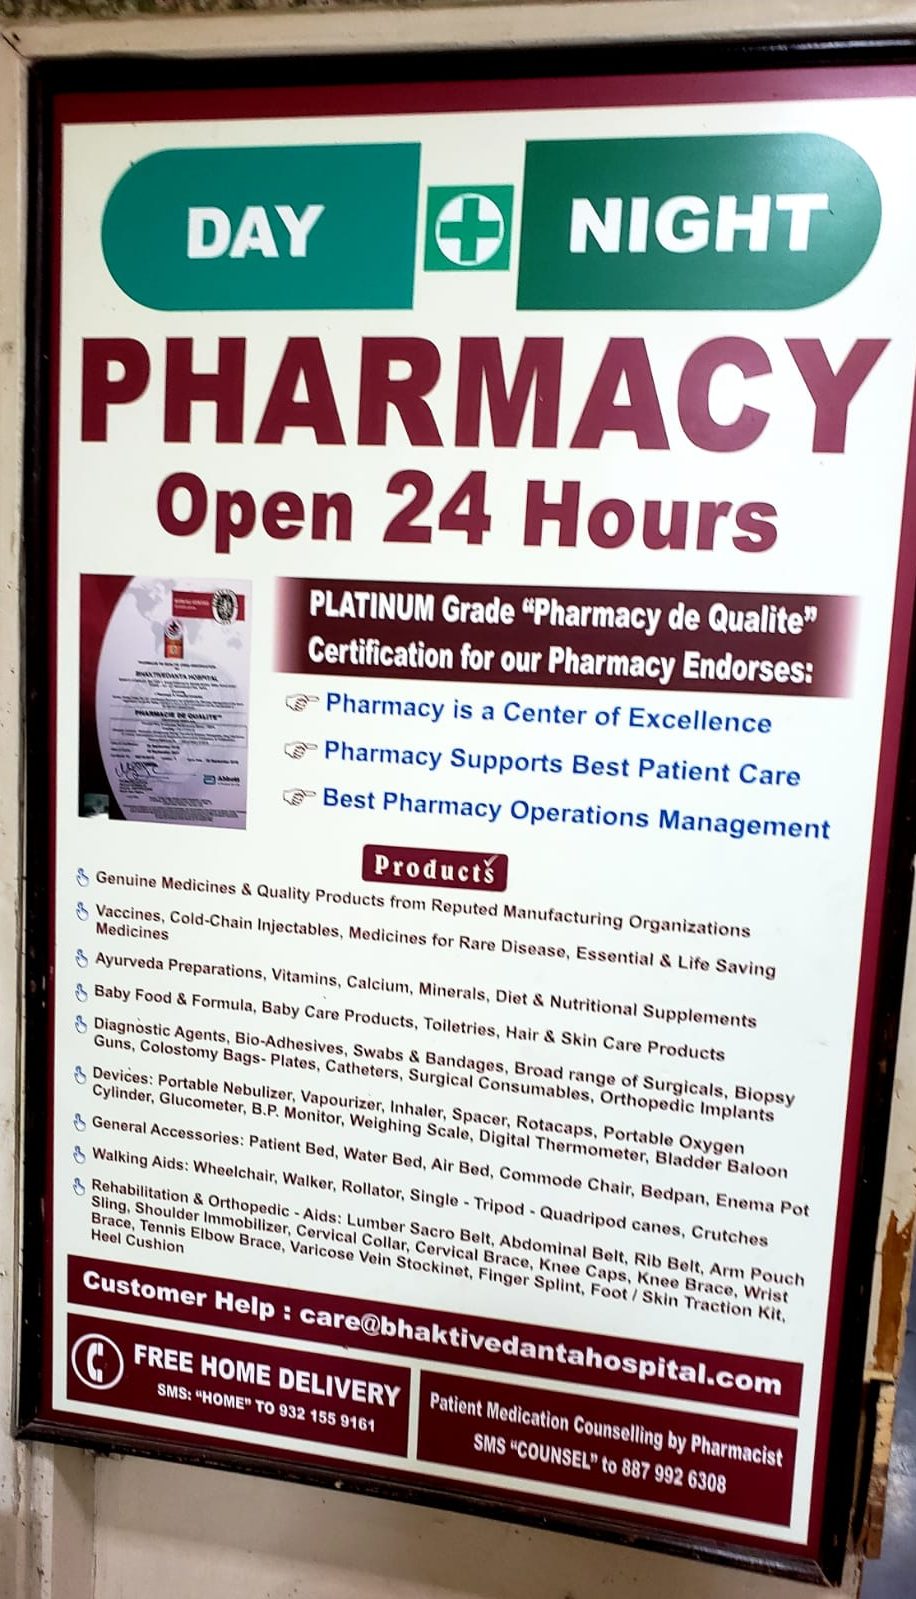 DAY NIGHT
PHARMACY
Open 24 Hours
BHAKTIVEDANTA HOSPITAL
PHARMACIE DE QUALITE
Abbott
PLATINUM Grade “Pharmacy de Qualite”
Certification for our Pharmacy Endorses:
Pharmacy is a Center of Excellence
Pharmacy Supports Best Patient Care
Best Pharmacy Operations Management
Products
Genuine Medicines & Quality Products from Reputed Manufacturing Organizations
Vaccines, Cold-Chain Injectables, Medicines for Rare Disease, Essential & Life Saving
Medicines
Ayurveda Preparations, Vitamins, Calcium, Minerals, Diet & Nutritional Supplements
Baby Food & Formula, Baby Care Products, Toiletries, Hair & Skin Care Products
Diagnostic Agents, Bio-Adhesives, Swabs & Bandages, Broad range of Surgicals, Biopsy
Guns, Colostomy Bags- Plates, Catheters, Surgical Consumables, Orthopedic Implants
Devices: Portable Nebulizer, Vapourizer, Inhaler, Spacer, Rotacaps, Portable Oxygen
Cylinder, Glucometer, B.P. Monitor, Weighing Scale, Digital Thermometer, Bladder Baloon
General Accessories: Patient Bed, Water Bed, Air Bed, Commode Chair, Bedpan, Enema Pot
Walking Aids: Wheelchair, Walker, Rollator, Single - Tripod - Quadripod canes, Crutches
Rehabilitation & Orthopedic - Aids: Lumber Sacro Belt, Abdominal Belt, Rib Belt, Arm Pouch
Sling, Shoulder Immobilizer, Cervical Collar, Cervical Brace, Knee Caps, Knee Brace, Wrist
Brace, Tennis Elbow Brace, Varicose Vein Stockinet, Finger Splint, Foot / Skin Traction Kit,
Heel Cushion
Customer Help : care@bhaktivedantahospital.com
FREE HOME DELIVERY
SMS: “HOME” TO 932 155 9161
Patient Medication Counselling by Pharmacist
SMS “COUNSEL” to 887 992 6308